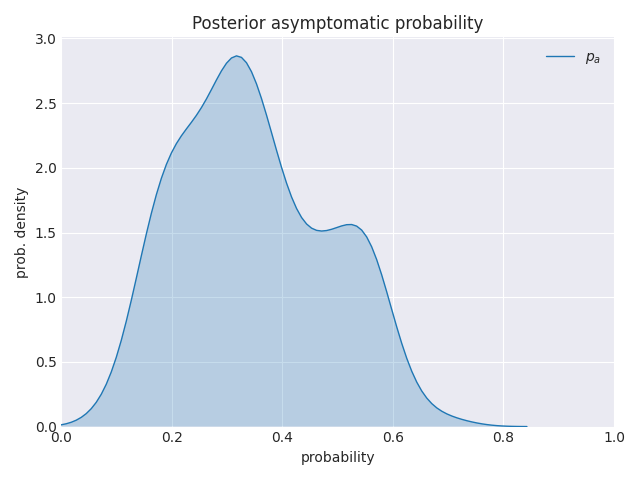 Posterior asymptomatic probability
3.0
2.5
2.0
1.5
1.0
0.5
0.0
prob. density
pₐ
0.0 0.2 0.4 0.6 0.8 1.0
probability